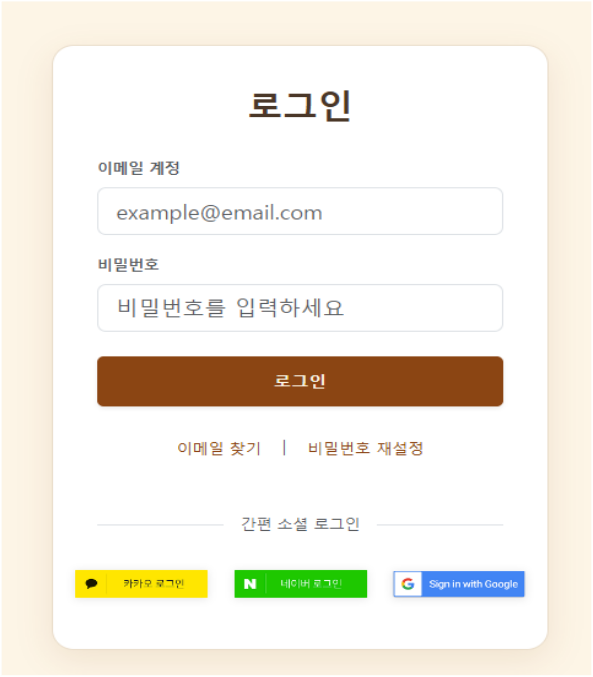 로그인
이메일 계정
example@email.com
비밀번호
비밀번호를 입력하세요
로그인
이메일 찾기 | 비밀번호 재설정
간편 소셜 로그인
카카오 로그인 N 네이버 로그인 G Sign in with Google